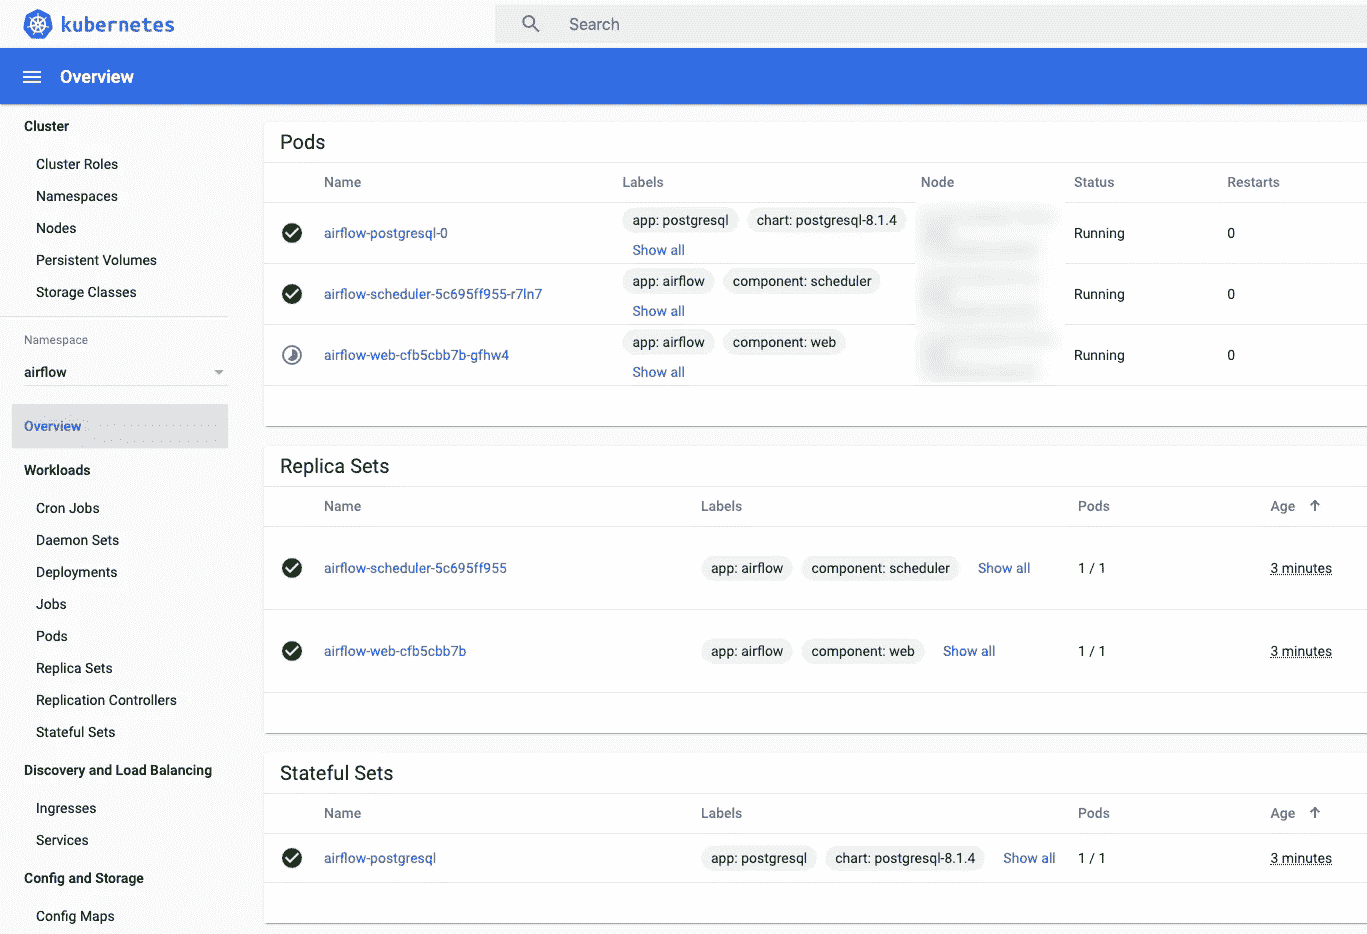 kubernetes
Search
Overview
Cluster
Cluster Roles
Namespaces
Nodes
Persistent Volumes
Storage Classes
Namespace
airflow
Overview
Workloads
Cron Jobs
Daemon Sets
Deployments
Jobs
Pods
Replica Sets
Replication Controllers
Stateful Sets
Discovery and Load Balancing
Ingresses
Services
Config and Storage
Config Maps
Pods
Name Labels Node Status Restarts
airflow-postgresql-0 app: postgresql chart: postgresql-8.1.4 Running 0
Show all
airflow-scheduler-5c695ff955-r7ln7 app: airflow component: scheduler Running 0
Show all
airflow-web-cfb5cbb7b-gfhw4 app: airflow component: web Running 0
Show all
Replica Sets
Name Labels Pods Age
airflow-scheduler-5c695ff955 app: airflow component: scheduler Show all 1 / 1 3 minutes
airflow-web-cfb5cbb7b app: airflow component: web Show all 1 / 1 3 minutes
Stateful Sets
Name Labels Pods Age
airflow-postgresql app: postgresql chart: postgresql-8.1.4 Show all 1 / 1 3 minutes